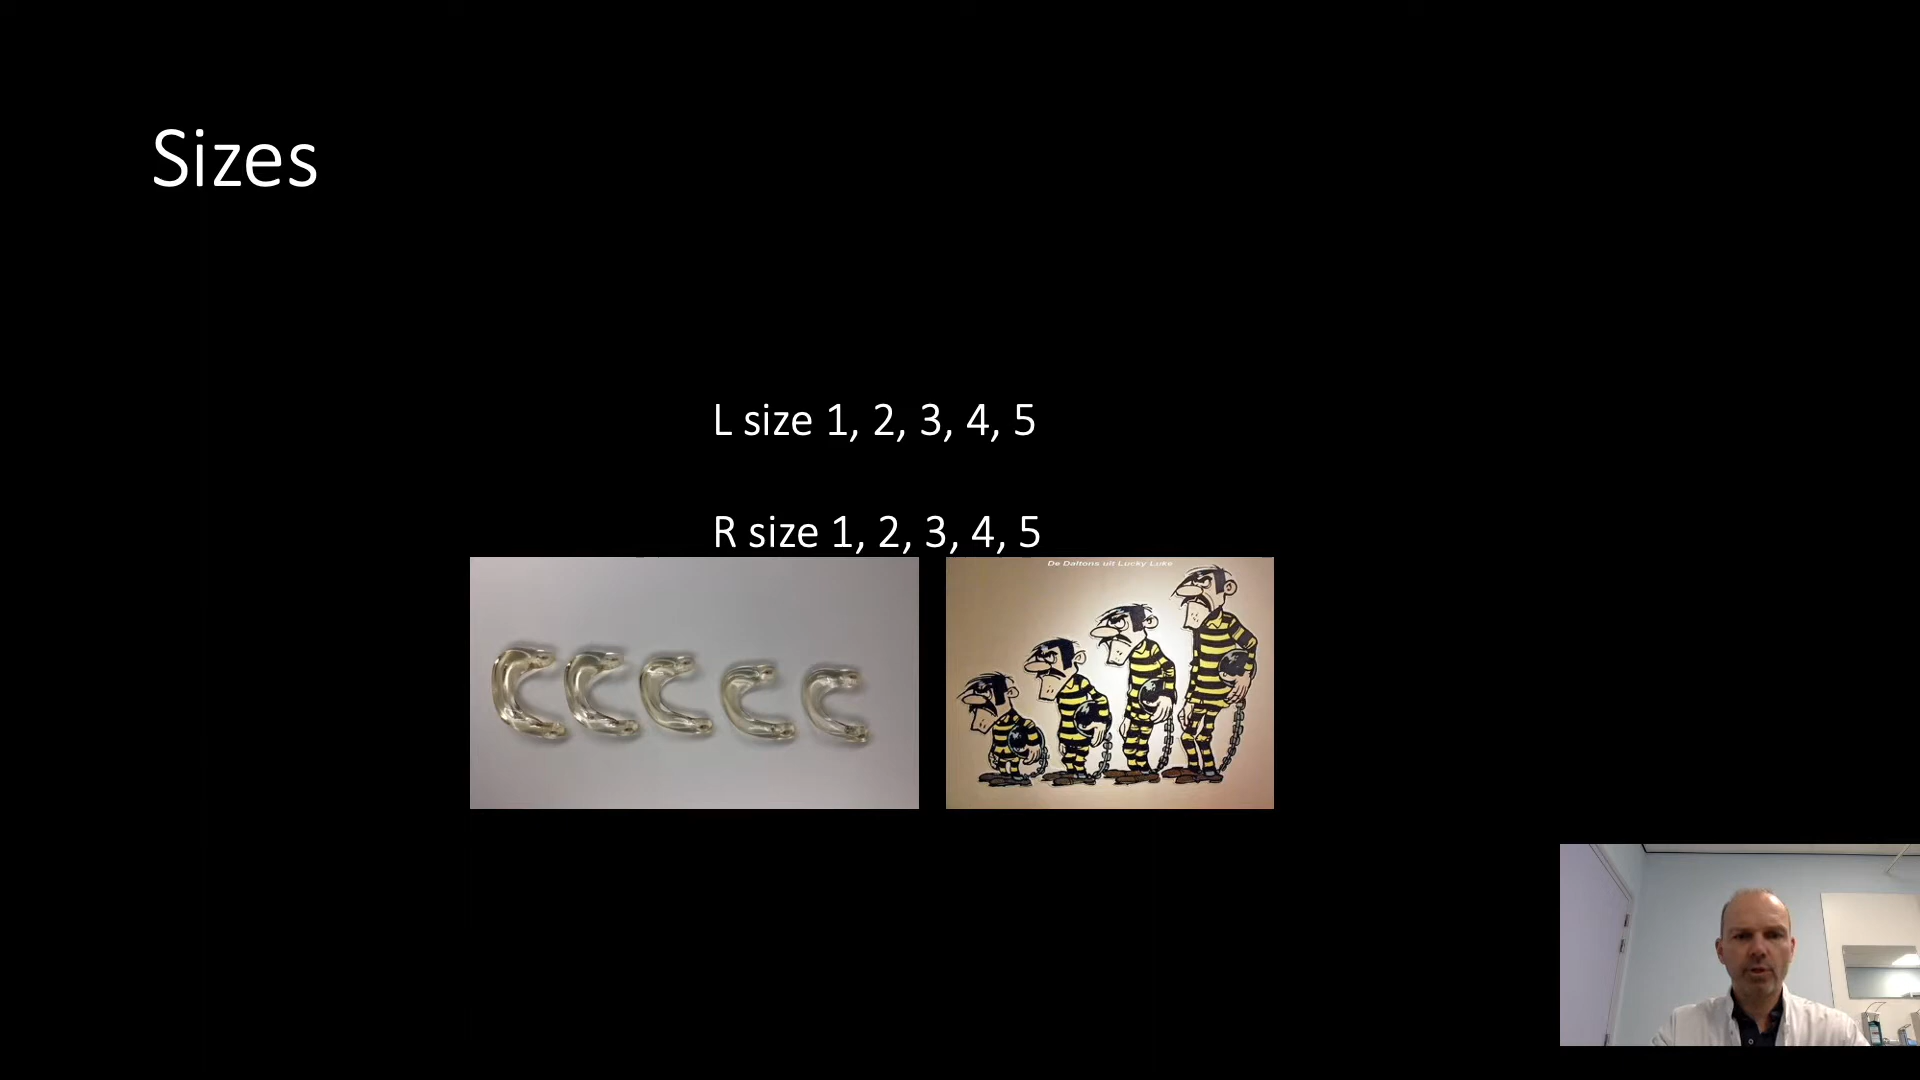 Sizes
L size 1, 2, 3, 4, 5
R size 1, 2, 3, 4, 5
De Daltons uit Lucky Luke